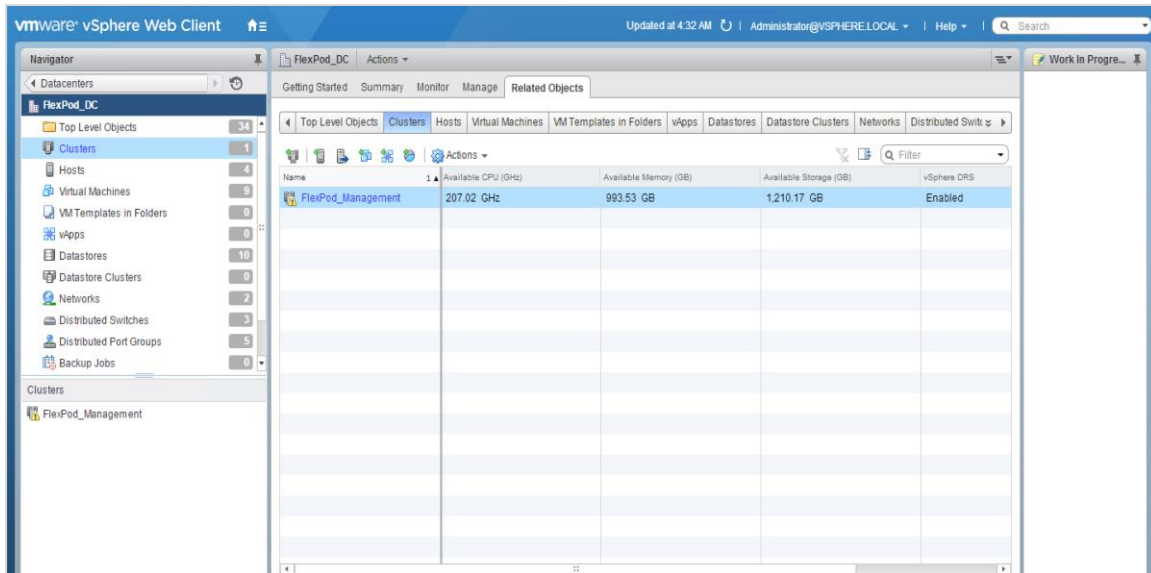 vmware® vSphere Web Client
Updated at 4:32 AM | Administrator@VSPHERE.LOCAL | Help | Search
Navigator
Datacenters
FlexPod_DC
Top Level Objects 34
Clusters 1
Hosts 4
Virtual Machines 9
VM Templates in Folders 0
vApps 0
Datastores 10
Datastore Clusters 0
Networks 2
Distributed Switches 3
Distributed Port Groups 5
Backup Jobs 0
Clusters
FlexPod_Management
FlexPod_DC Actions
Getting Started Summary Monitor Manage Related Objects
Top Level Objects Clusters Hosts Virtual Machines VM Templates in Folders vApps Datastores Datastore Clusters Networks Distributed Switc
Actions Filter
Name 1 Available CPU (GHz) Available Memory (GB) Available Storage (GB) vSphere DRS
FlexPod_Management 207.02 GHz 993.53 GB 1,210.17 GB Enabled
Work In Progre...